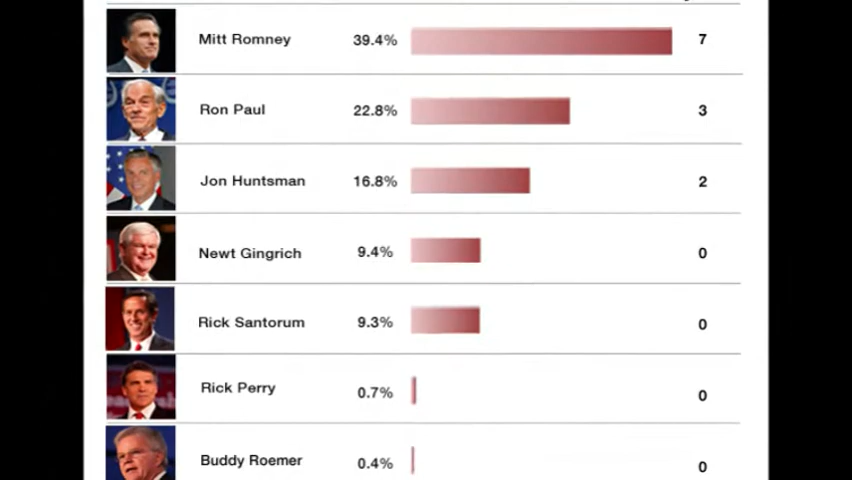 Mitt Romney 39.4% 7
Ron Paul 22.8% 3
Jon Huntsman 16.8% 2
Newt Gingrich 9.4% 0
Rick Santorum 9.3% 0
Rick Perry 0.7% 0
Buddy Roemer 0.4% 0